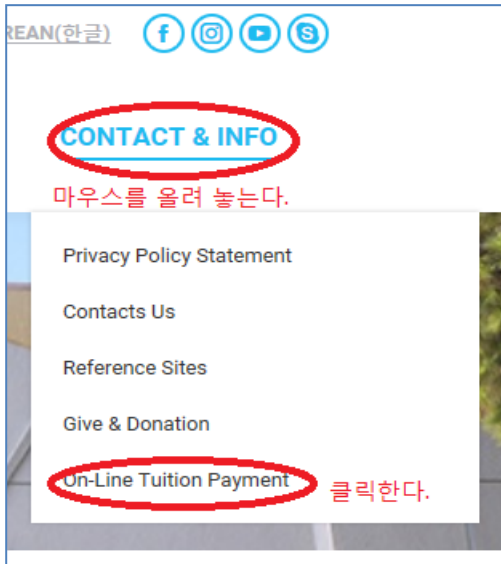 REAN(한글)
CONTACT & INFO
마우스를 올려 놓는다.
Privacy Policy Statement
Contacts Us
Reference Sites
Give & Donation
On-Line Tuition Payment 클릭한다.